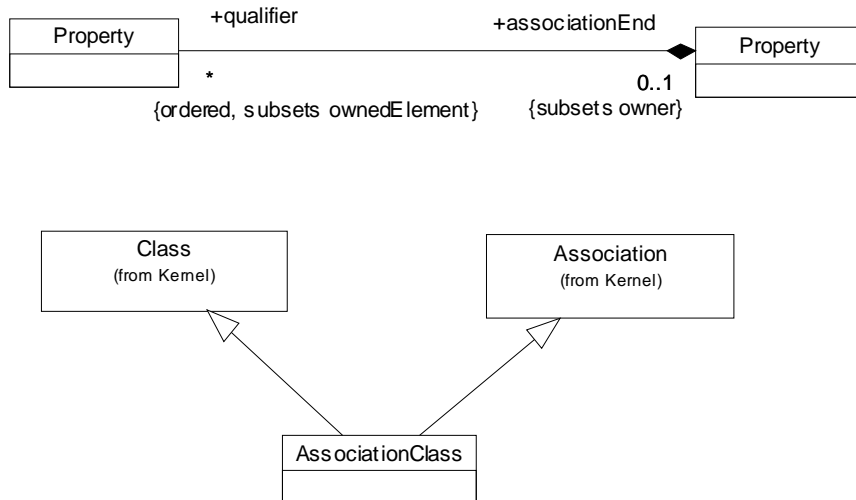 +qualifier
+associationEnd
Property
Property
*
0..1
{ordered, subsets ownedElement}
{subsets owner}
Class
(from Kernel)
Association
(from Kernel)
AssociationClass